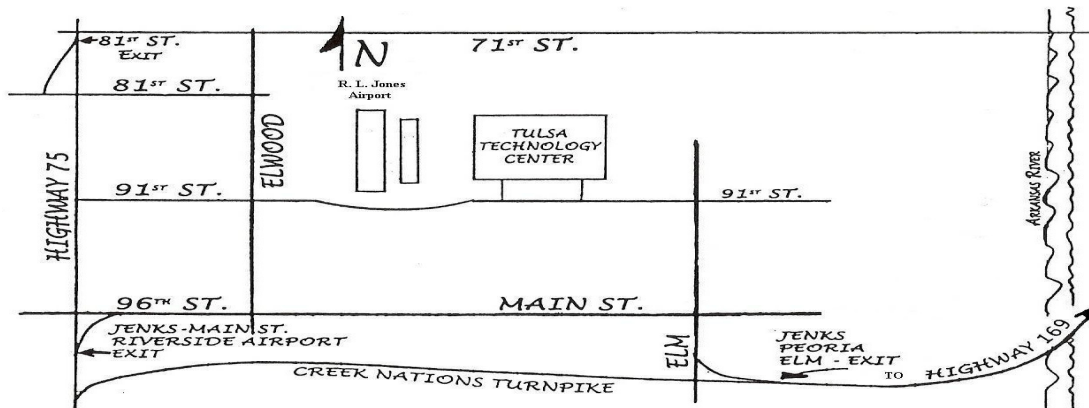 81ST ST.
EXIT
N
71ST ST.
81ST ST.
R. L. Jones
Airport
HIGHWAY 75
ELWOOD
TULSA
TECHNOLOGY
CENTER
ARKANSAS RIVER
91ST ST.
91ST ST.
96TH ST.
MAIN ST.
JENKS-MAIN ST.
RIVERSIDE AIRPORT
EXIT
ELM
JENKS
PEORIA
ELM - EXIT
TO
HIGHWAY 169
CREEK NATIONS TURNPIKE